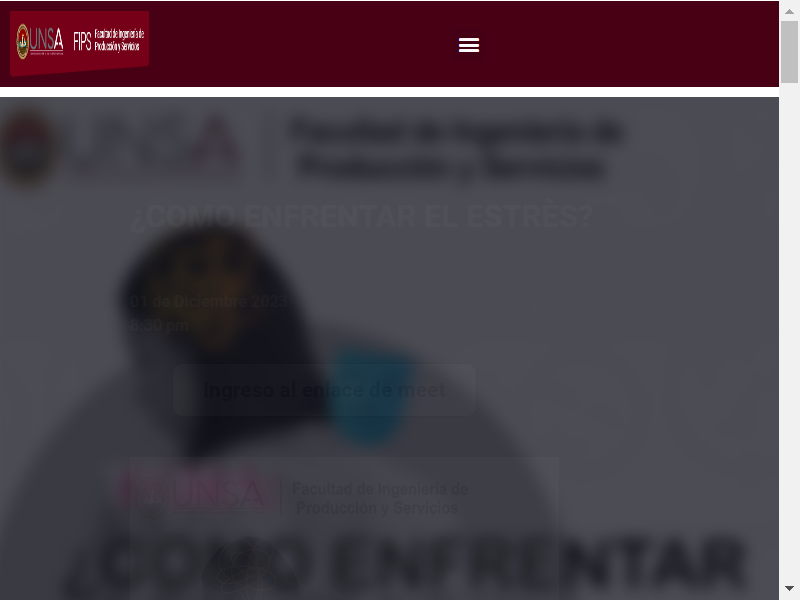 UNSA FIPS Facultad de Ingeniería de
Producción y Servicios
UNSA Facultad de Ingeniería de
Producción y Servicios
¿COMO ENFRENTAR EL ESTRÈS?
01 de Diciembre 2023
6:30 pm
Ingreso al enlace de meet
UNSA Facultad de Ingeniería de
Producción y Servicios
¿COMO ENFRENTAR